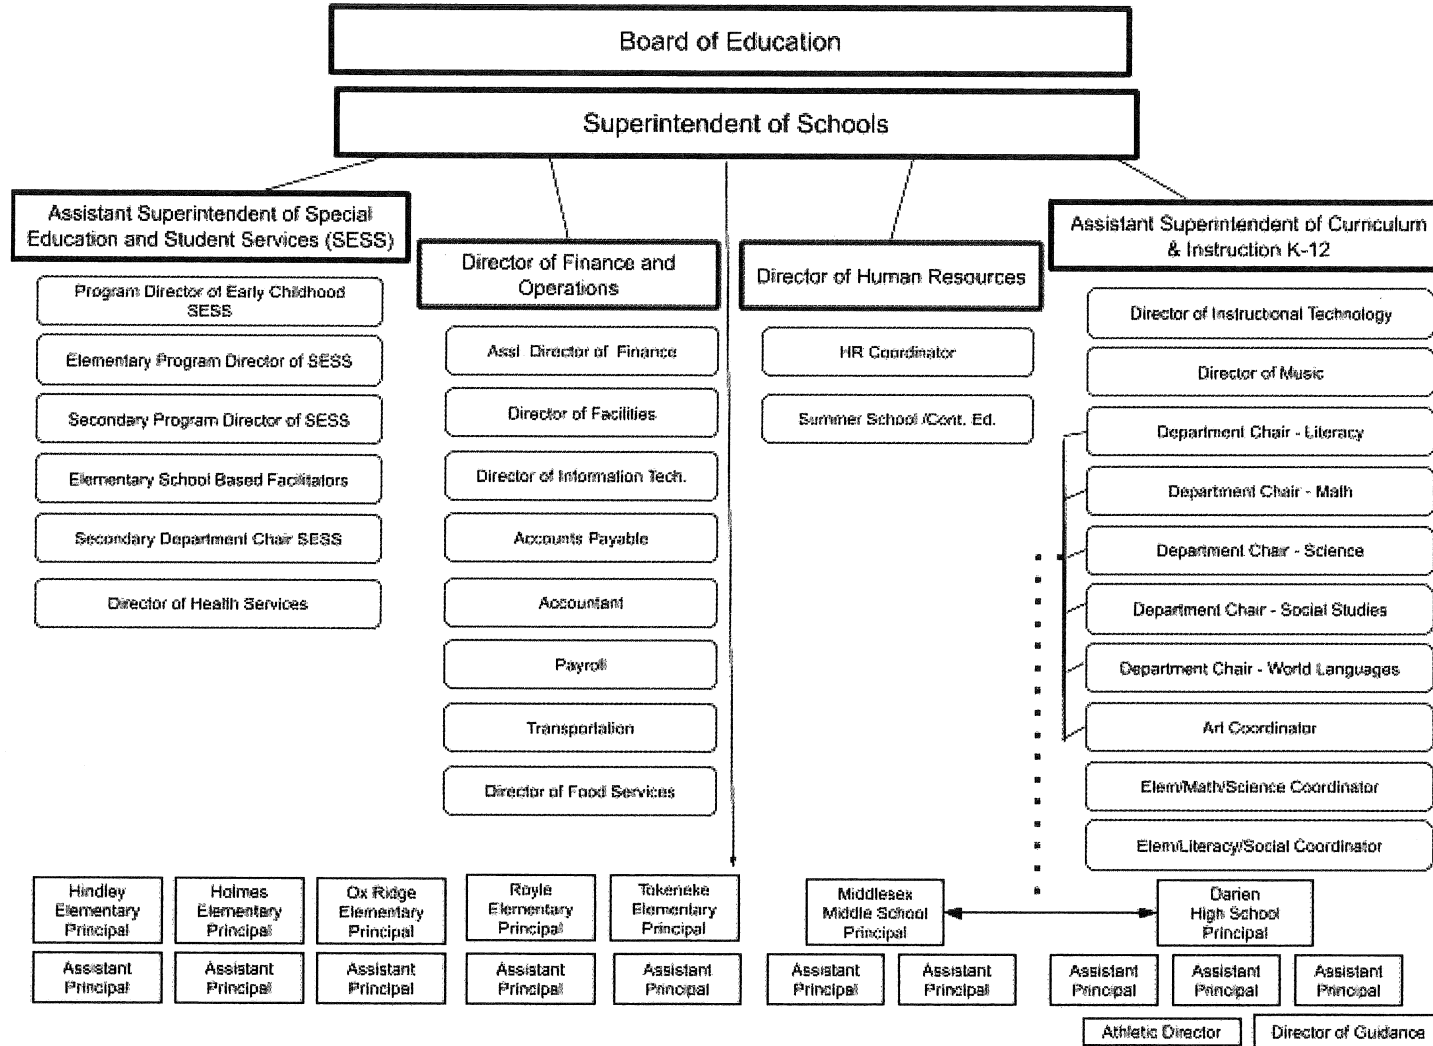 Board of Education
Superintendent of Schools
Assistant Superintendent of Special
Education and Student Services (SESS)
Program Director of Early Childhood
SESS
Elementary Program Director of SESS
Secondary Program Director of SESS
Elementary School Based Facilitators
Secondary Department Chair SESS
Director of Health Services
Director of Finance and
Operations
Asst Director of Finance
Director of Facilities
Director of Information Tech.
Accounts Payable
Accountant
Payroll
Transportation
Director of Food Services
Director of Human Resources
HR Coordinator
Summer School /Cont. Ed.
Assistant Superintendent of Curriculum
& Instruction K-12
Director of Instructional Technology
Director of Music
Department Chair - Literacy
Department Chair - Math
Department Chair - Science
Department Chair - Social Studies
Department Chair - World Languages
Art Coordinator
Elem/Math/Science Coordinator
Elem/Literacy/Social Coordinator
Hindley
Elementary
Principal
Holmes
Elementary
Principal
Ox Ridge
Elementary
Principal
Royle
Elementary
Principal
Tokeneke
Elementary
Principal
Middlesex
Middle School
Principal
Darien
High School
Principal
Assistant
Principal
Assistant
Principal
Assistant
Principal
Assistant
Principal
Assistant
Principal
Assistant
Principal
Assistant
Principal
Assistant
Principal
Assistant
Principal
Assistant
Principal
Athletic Director
Director of Guidance